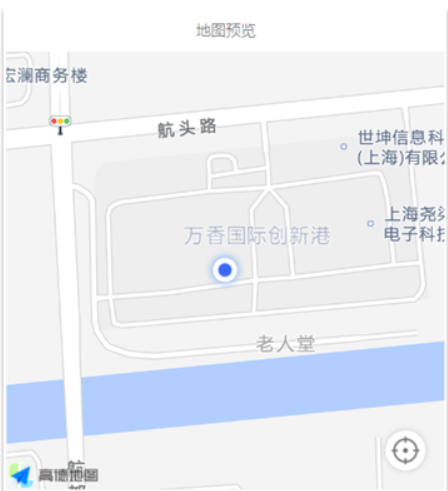 地图预览
宏澜商务楼
航头路
世坤信息科
(上海)有限公
上海尧
电子科技
万香国际创新港
老人堂
航
都
高德地图